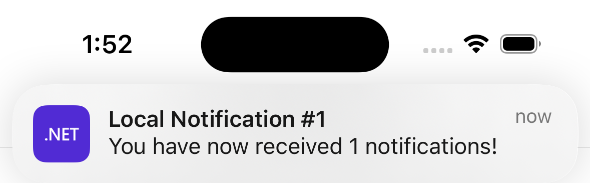 1:52
.NET
Local Notification #1
now
You have now received 1 notifications!